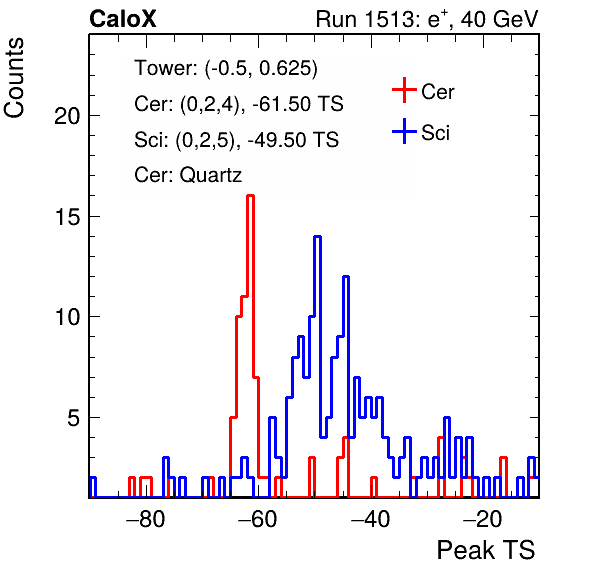 CaloX Run 1513: e⁺, 40 GeV
Counts
Tower: (-0.5, 0.625)
Cer: (0,2,4), -61.50 TS
Sci: (0,2,5), -49.50 TS
Cer: Quartz
Cer
Sci
20
15
10
5
−80 −60 −40 −20
Peak TS